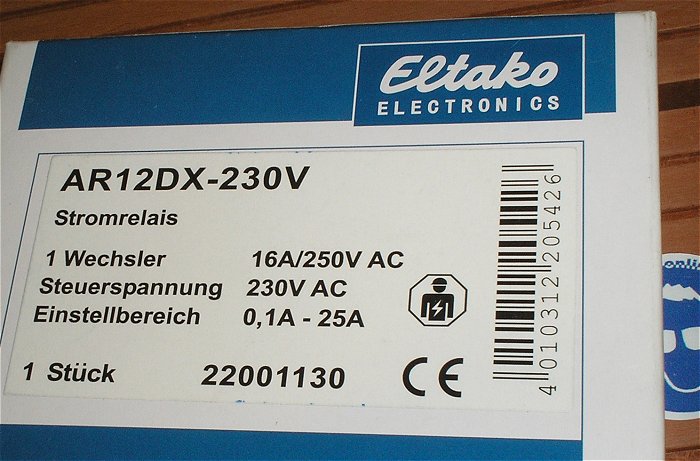 Eltako
ELECTRONICS
AR12DX-230V
Stromrelais
1 Wechsler 16A/250V AC
Steuerspannung 230V AC
Einstellbereich 0,1A - 25A
1 Stück 22001130 CE
4 010312 205426